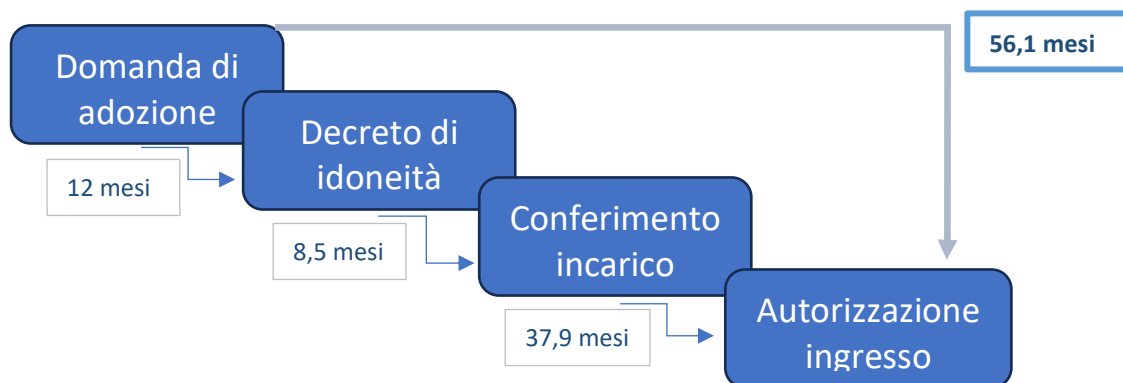 56,1 mesi
Domanda di
adozione
12 mesi
Decreto di
idoneità
8,5 mesi
Conferimento
incarico
37,9 mesi
Autorizzazione
ingresso